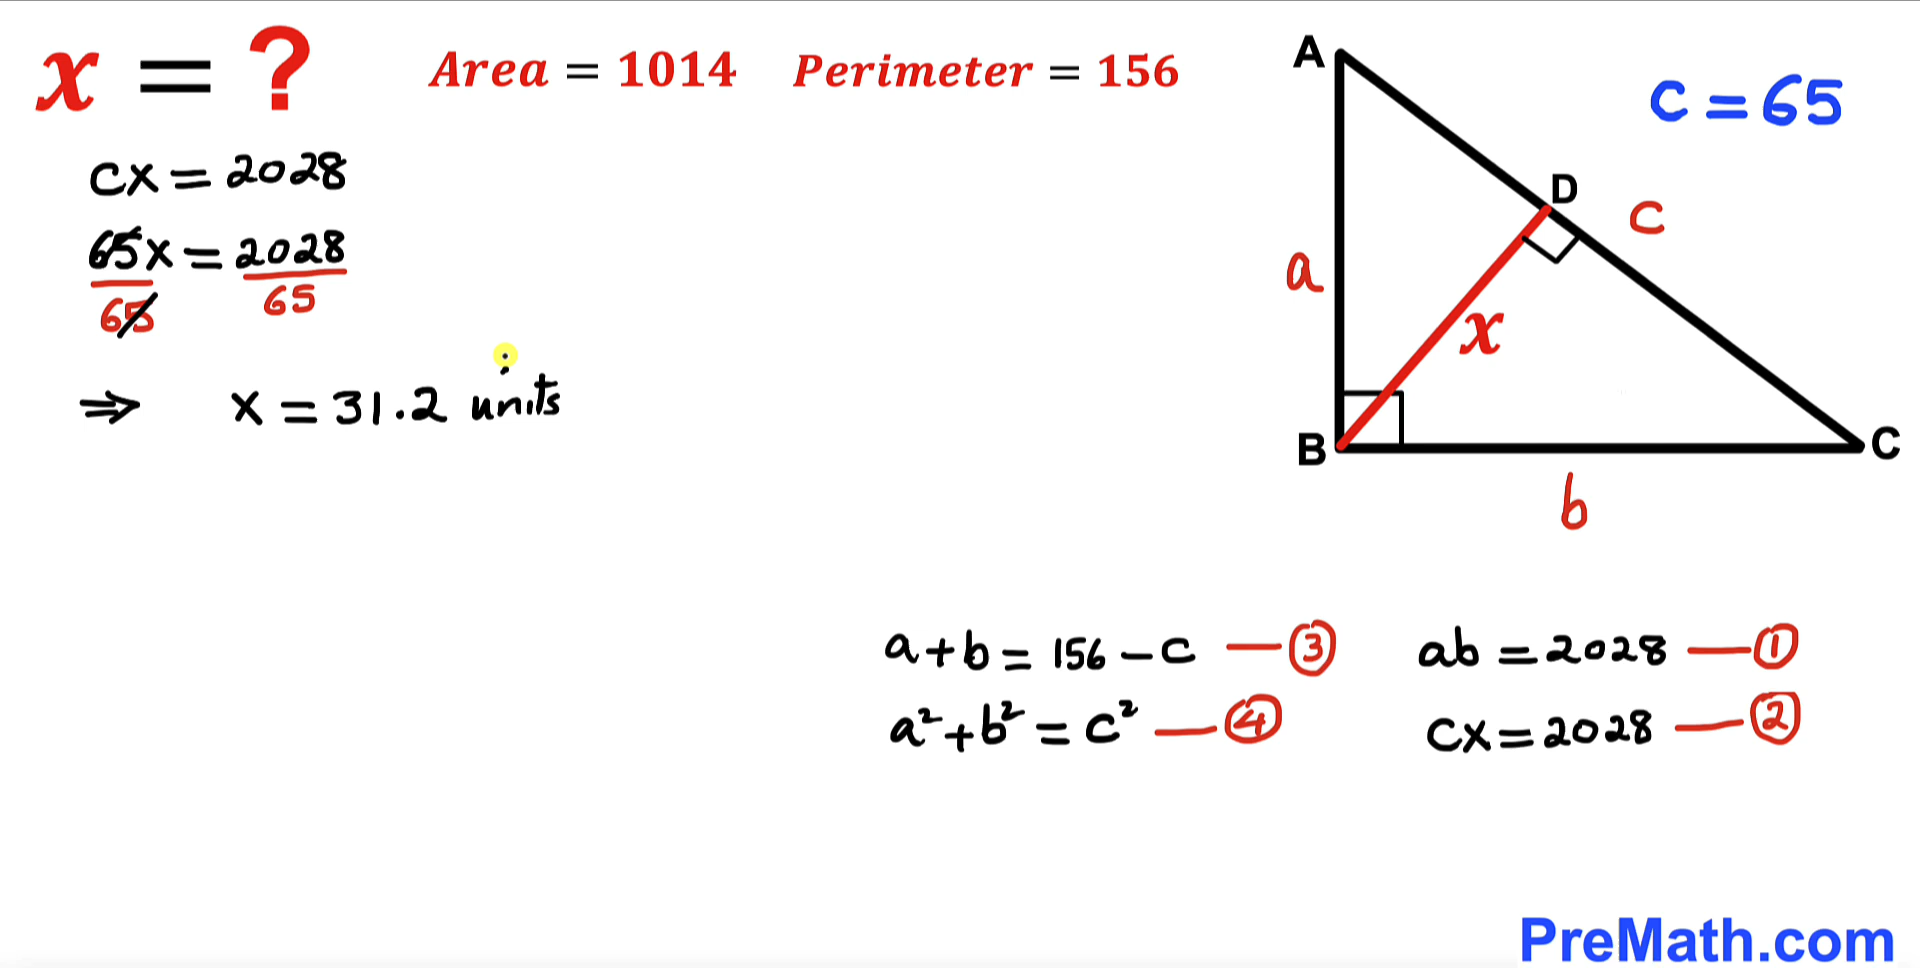 x = ?
Area = 1014 Perimeter = 156
cx = 2028
65x = 2028
65 65
⇒ x = 31.2 units
A
c = 65
D
c
a
x
B
C
b
a+b = 156 – c — ③
a² + b² = c² — ④
ab = 2028 — ①
cx = 2028 — ②
PreMath.com